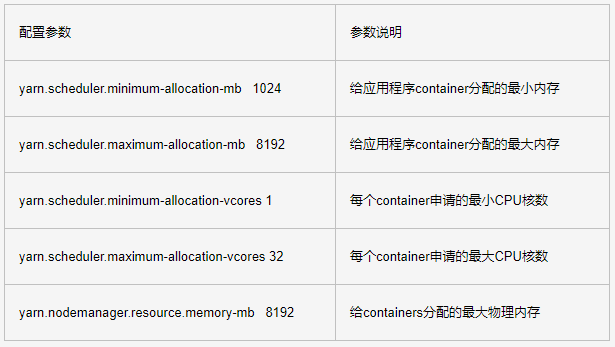 配置参数 参数说明
yarn.scheduler.minimum-allocation-mb 1024 给应用程序container分配的最小内存
yarn.scheduler.maximum-allocation-mb 8192 给应用程序container分配的最大内存
yarn.scheduler.minimum-allocation-vcores 1 每个container申请的最小CPU核数
yarn.scheduler.maximum-allocation-vcores 32 每个container申请的最大CPU核数
yarn.nodemanager.resource.memory-mb 8192 给containers分配的最大物理内存